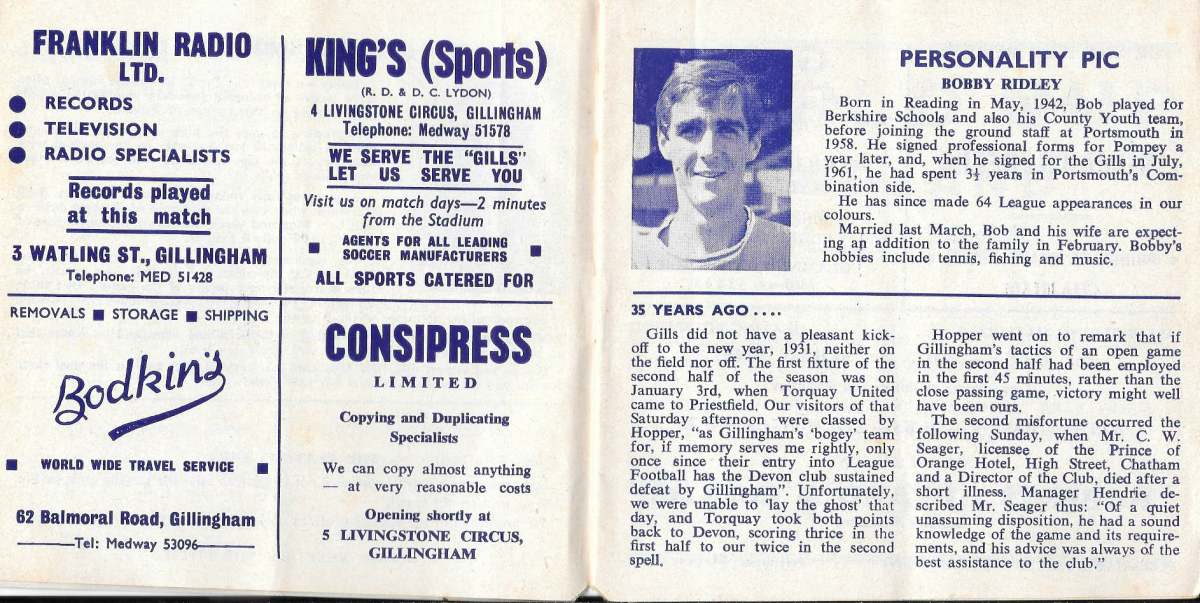 FRANKLIN RADIO
LTD.
● RECORDS
● TELEVISION
● RADIO SPECIALISTS
Records played
at this match
3 WATLING ST., GILLINGHAM
Telephone: MED 51428
KING'S (Sports)
(R. D. & D. C. LYDON)
4 LIVINGSTONE CIRCUS, GILLINGHAM
Telephone: Medway 51578
WE SERVE THE "GILLS"
LET US SERVE YOU
Visit us on match days—2 minutes
from the Stadium
■ AGENTS FOR ALL LEADING ■
SOCCER MANUFACTURERS
ALL SPORTS CATERED FOR
REMOVALS ■ STORAGE ■ SHIPPING
Bodkin's
■ WORLD WIDE TRAVEL SERVICE ■
62 Balmoral Road, Gillingham
Tel: Medway 53096
CONSIPRESS
LIMITED
Copying and Duplicating
Specialists
We can copy almost anything
— at very reasonable costs
Opening shortly at
5 LIVINGSTONE CIRCUS,
GILLINGHAM
PERSONALITY PIC
BOBBY RIDLEY
Born in Reading in May, 1942, Bob played for
Berkshire Schools and also his County Youth team,
before joining the ground staff at Portsmouth in
1958. He signed professional forms for Pompey a
year later, and, when he signed for the Gills in July,
1961, he had spent 3½ years in Portsmouth's Com-
bination side.
He has since made 64 League appearances in our
colours.
Married last March, Bob and his wife are expect-
ing an addition to the family in February. Bobby's
hobbies include tennis, fishing and music.
35 YEARS AGO ....
Gills did not have a pleasant kick-
off to the new year, 1931, neither on
the field nor off. The first fixture of the
second half of the season was on
January 3rd, when Torquay United
came to Priestfield. Our visitors of that
Saturday afternoon were classed by
Hopper, "as Gillingham's 'bogey' team
for, if memory serves me rightly, only
once since their entry into League
Football has the Devon club sustained
defeat by Gillingham". Unfortunately,
we were unable to 'lay the ghost' that
day, and Torquay took both points
back to Devon, scoring thrice in the
first half to our twice in the second
spell.
Hopper went on to remark that if
Gillingham's tactics of an open game
in the second half had been employed
in the first 45 minutes, rather than the
close passing game, victory might well
have been ours.
The second misfortune occurred the
following Sunday, when Mr. C. W.
Seager, licensee of the Prince of
Orange Hotel, High Street, Chatham
and a Director of the Club, died after a
short illness. Manager Hendrie de-
scribed Mr. Seager thus: "Of a quiet
unassuming disposition, he had a sound
knowledge of the game and its require-
ments, and his advice was always of the
best assistance to the club."